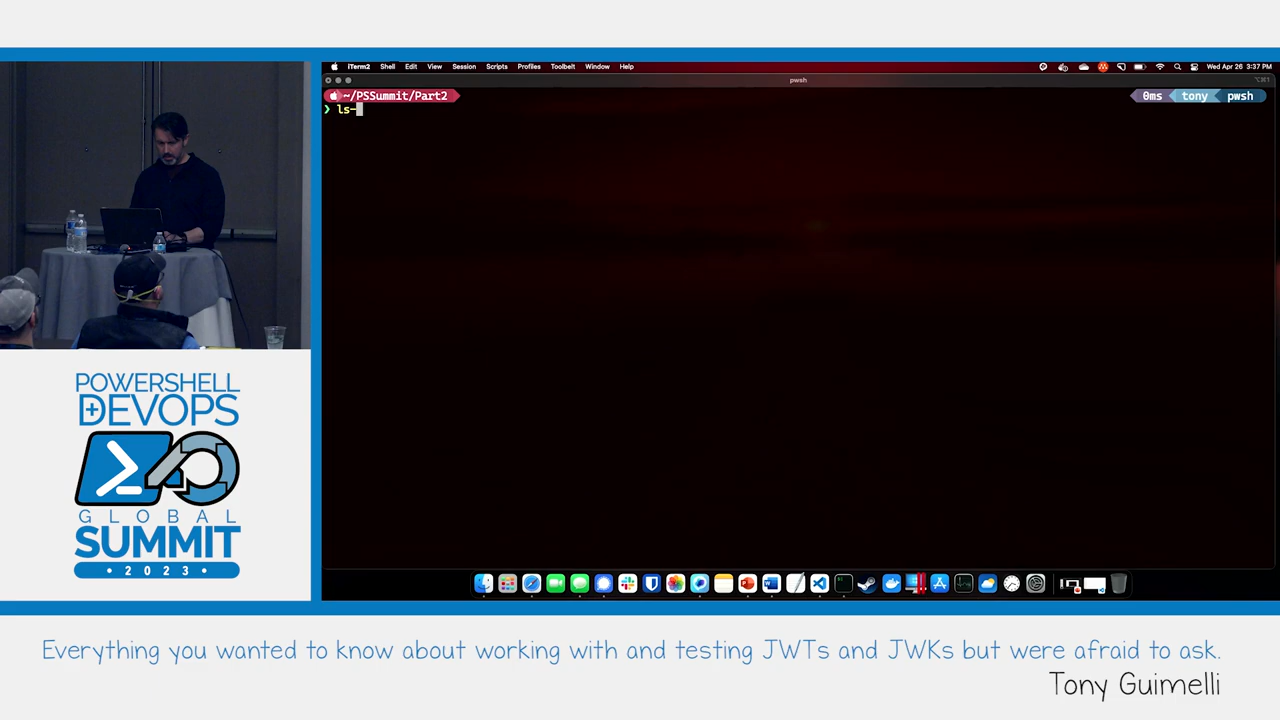 iTerm2 Shell Edit View Session Scripts Profiles Toolbelt Window Help
Wed Apr 26 3:37 PM
pwsh
~/PSSummit/Part2
0ms tony pwsh
❯ ls-
POWERSHELL
+DEVOPS
GLOBAL
SUMMIT
• 2023 •
Everything you wanted to know about working with and testing JWTs and JWKs but were afraid to ask.
Tony Guimelli